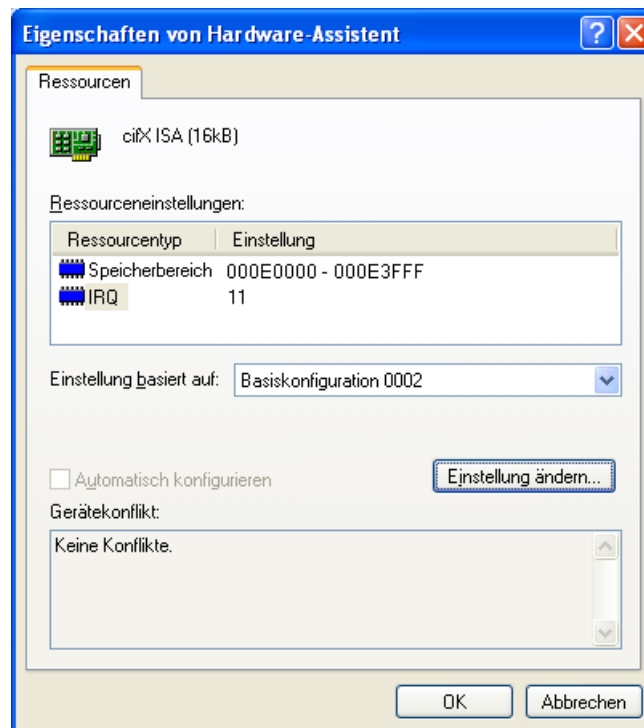 Eigenschaften von Hardware-Assistent
Ressourcen
cifX ISA (16kB)
Ressourceneinstellungen:
Ressourcentyp Einstellung
Speicherbereich 000E0000 - 000E3FFF
IRQ 11
Einstellung basiert auf: Basiskonfiguration 0002
Automatisch konfigurieren Einstellung ändern...
Gerätekonflikt:
Keine Konflikte.
OK Abbrechen